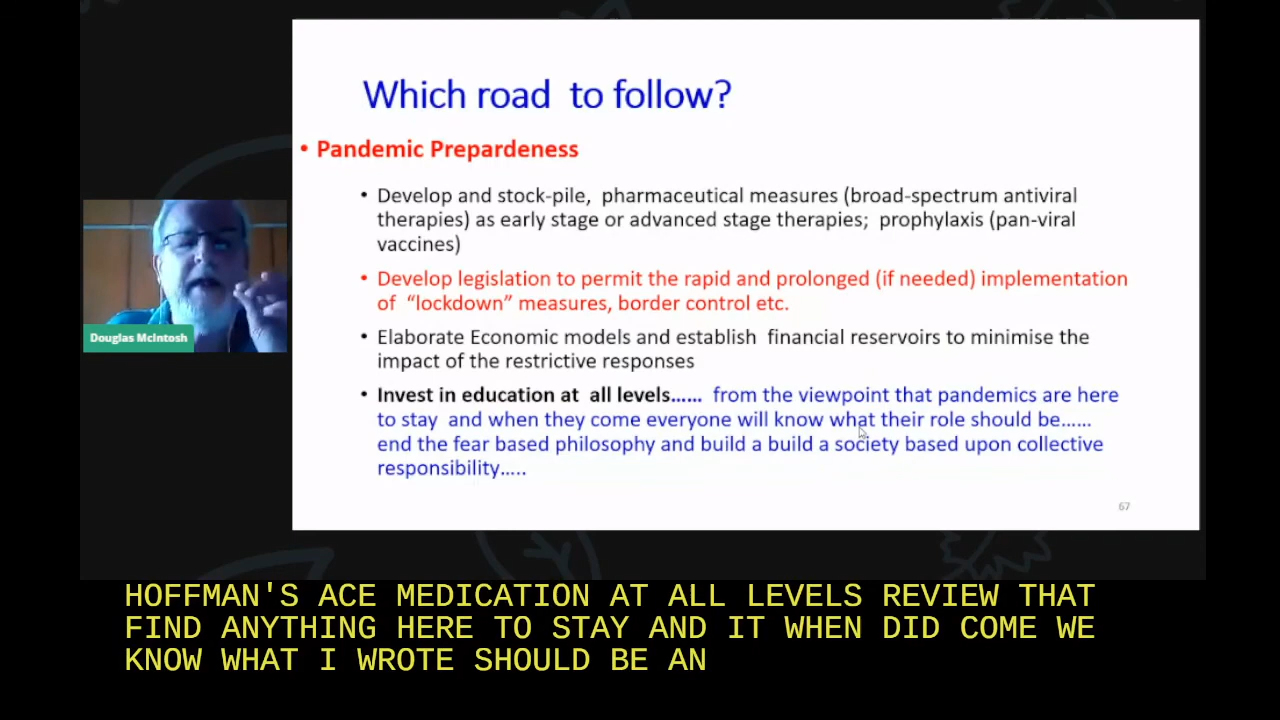 Which road to follow?
• Pandemic Prepardeness
• Develop and stock-pile, pharmaceutical measures (broad-spectrum antiviral
therapies) as early stage or advanced stage therapies; prophylaxis (pan-viral
vaccines)
• Develop legislation to permit the rapid and prolonged (if needed) implementation
of "lockdown" measures, border control etc.
• Elaborate Economic models and establish financial reservoirs to minimise the
impact of the restrictive responses
• Invest in education at all levels...... from the viewpoint that pandemics are here
to stay and when they come everyone will know what their role should be......
end the fear based philosophy and build a build a society based upon collective
responsibility.....
67
Douglas McIntosh
HOFFMAN'S ACE MEDICATION AT ALL LEVELS REVIEW THAT
FIND ANYTHING HERE TO STAY AND IT WHEN DID COME WE
KNOW WHAT I WROTE SHOULD BE AN